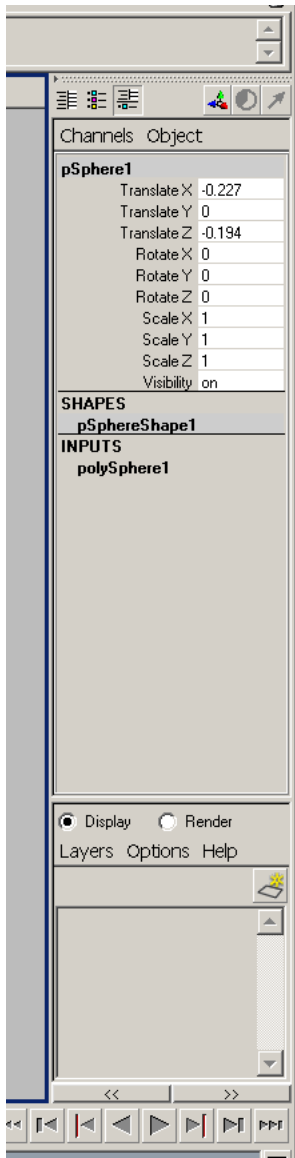 Channels Object
pSphere1
Translate X -0.227
Translate Y 0
Translate Z -0.194
Rotate X 0
Rotate Y 0
Rotate Z 0
Scale X 1
Scale Y 1
Scale Z 1
Visibility on
SHAPES
pSphereShape1
INPUTS
polySphere1
Display Render
Layers Options Help
<< >>